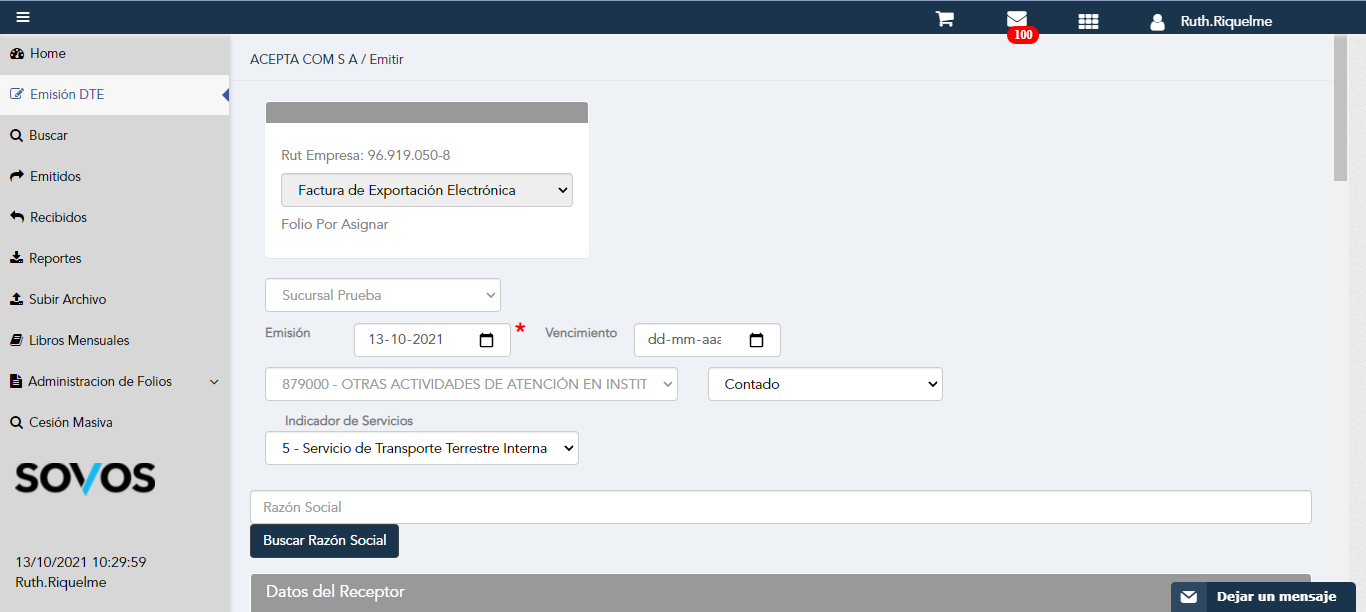 Ruth.Riquelme
100
Home
Emisión DTE
Buscar
Emitidos
Recibidos
Reportes
Subir Archivo
Libros Mensuales
Administracion de Folios
Cesión Masiva
SOVOS
13/10/2021 10:29:59
Ruth.Riquelme
ACEPTA COM S A / Emitir
Rut Empresa: 96.919.050-8
Factura de Exportación Electrónica
Folio Por Asignar
Sucursal Prueba
Emisión 13-10-2021 * Vencimiento dd-mm-aaa
879000 - OTRAS ACTIVIDADES DE ATENCIÓN EN INSTIT Contado
Indicador de Servicios
5 - Servicio de Transporte Terrestre Interna
Razón Social
Buscar Razón Social
Datos del Receptor
Dejar un mensaje